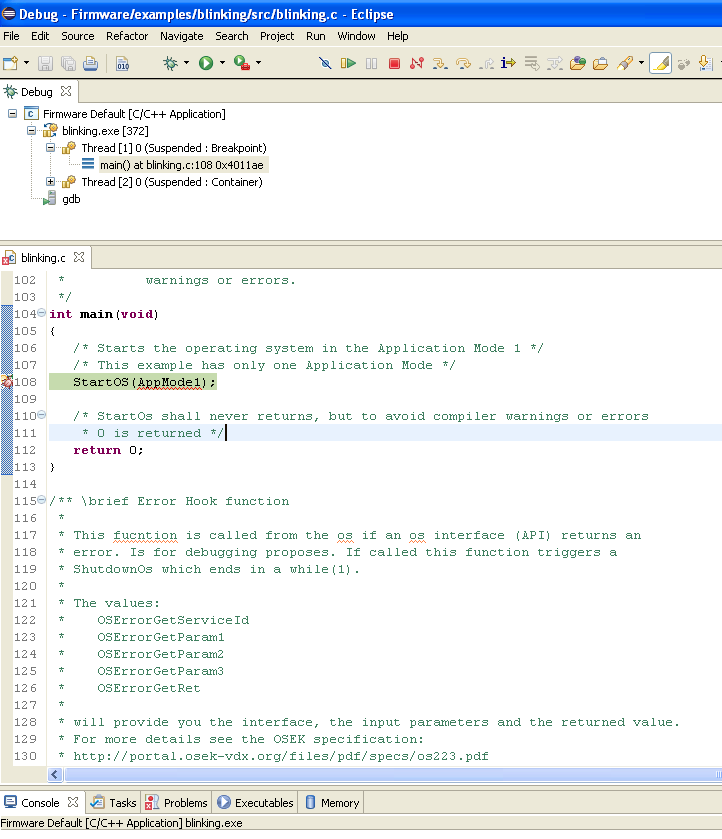 Debug - Firmware/examples/blinking/src/blinking.c - Eclipse
File Edit Source Refactor Navigate Search Project Run Window Help
010
Debug
Firmware Default [C/C++ Application]
blinking.exe [372]
Thread [1] 0 (Suspended : Breakpoint)
main() at blinking.c:108 0x4011ae
Thread [2] 0 (Suspended : Container)
gdb
blinking.c
102 * warnings or errors.
103 */
104 int main(void)
105 {
106 /* Starts the operating system in the Application Mode 1 */
107 /* This example has only one Application Mode */
108 StartOS(AppMode1);
109
110 /* StartOs shall never returns, but to avoid compiler warnings or errors
111 * 0 is returned */
112 return 0;
113 }
114
115 /** \brief Error Hook function
116 *
117 * This fucntion is called from the os if an os interface (API) returns an
118 * error. Is for debugging proposes. If called this function triggers a
119 * ShutdownOs which ends in a while(1).
120 *
121 * The values:
122 * OSErrorGetServiceId
123 * OSErrorGetParam1
124 * OSErrorGetParam2
125 * OSErrorGetParam3
126 * OSErrorGetRet
127 *
128 * will provide you the interface, the input parameters and the returned value.
129 * For more details see the OSEK specification:
130 * http://portal.osek-vdx.org/files/pdf/specs/os223.pdf
Console Tasks Problems Executables Memory
Firmware Default [C/C++ Application] blinking.exe